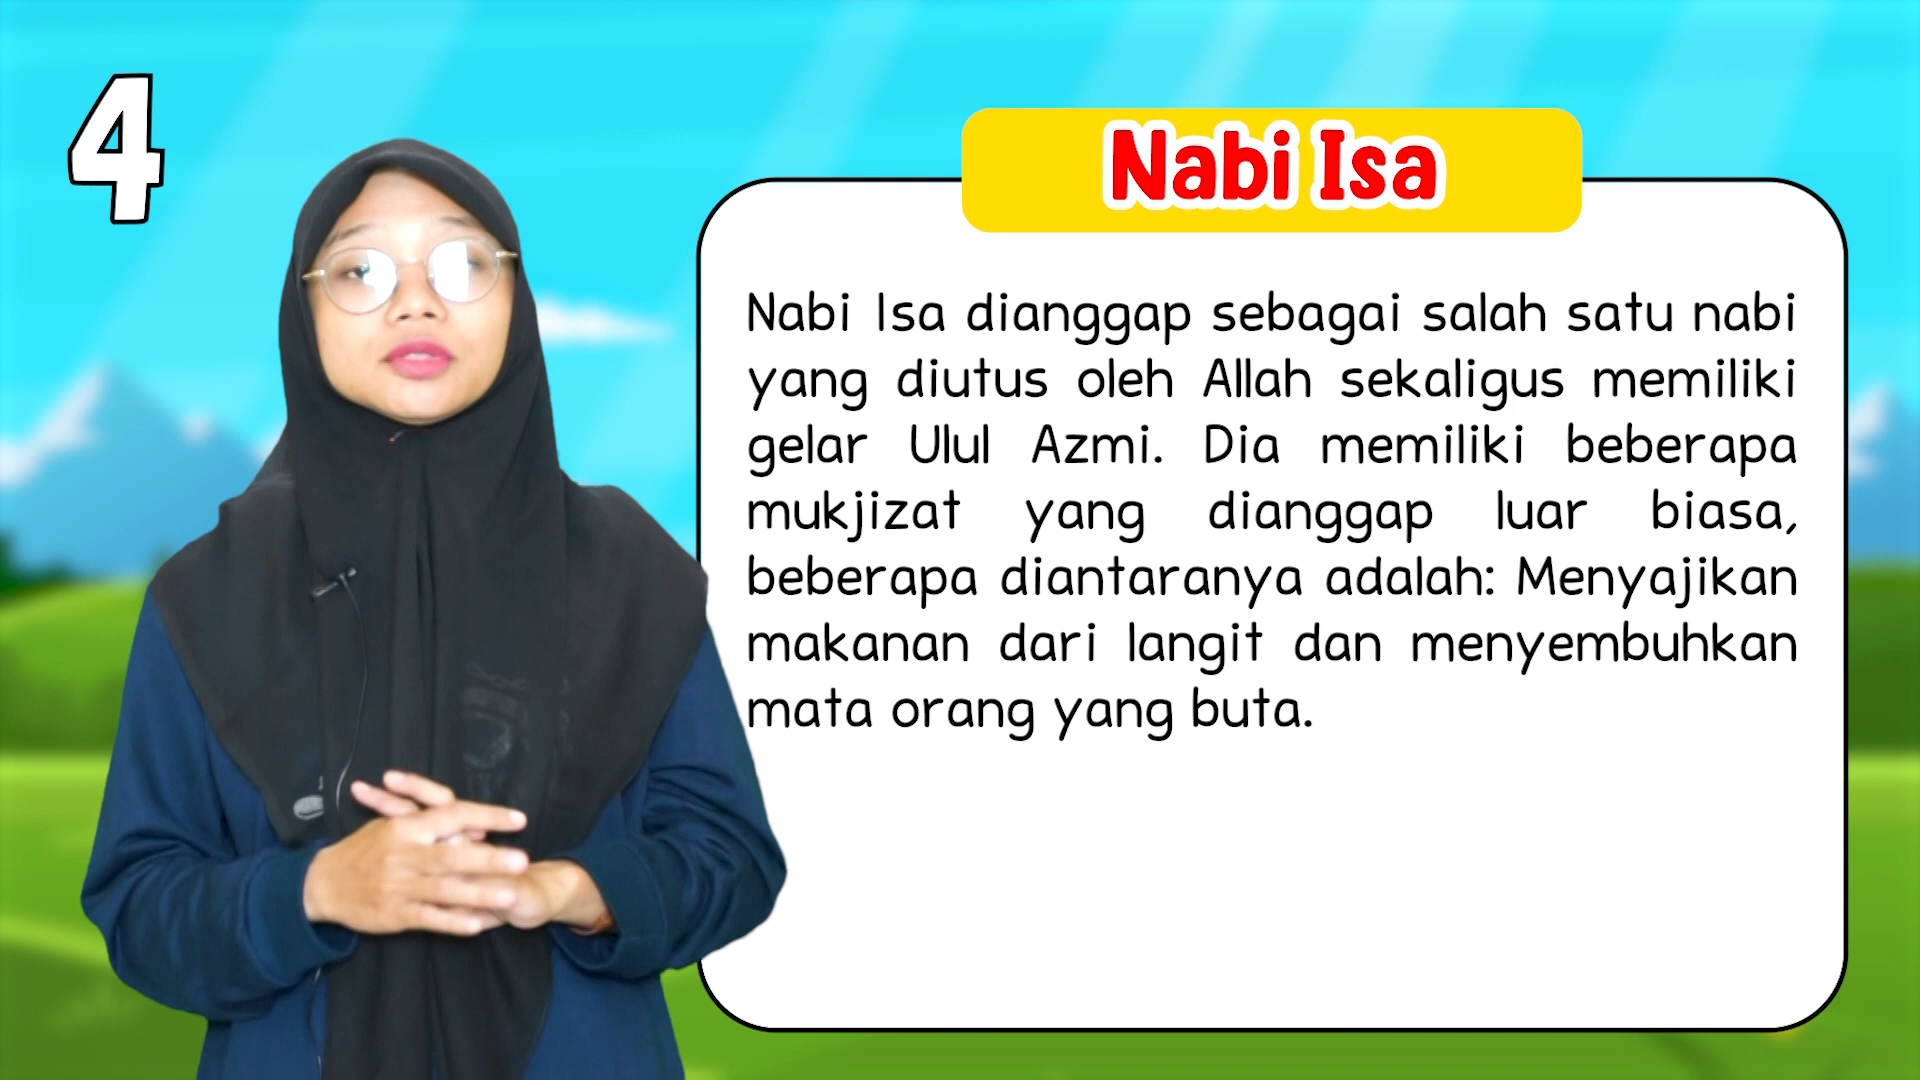 4
Nabi Isa
Nabi Isa dianggap sebagai salah satu nabi
yang diutus oleh Allah sekaligus memiliki
gelar Ulul Azmi. Dia memiliki beberapa
mukjizat yang dianggap luar biasa,
beberapa diantaranya adalah: Menyajikan
makanan dari langit dan menyembuhkan
mata orang yang buta.